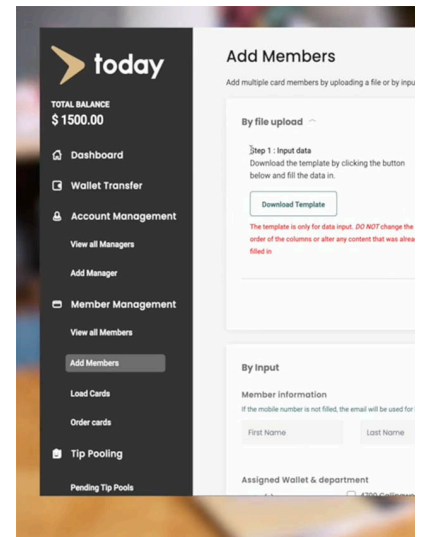 today
TOTAL BALANCE
$ 1500.00
Dashboard
Wallet Transfer
Account Management
View all Managers
Add Manager
Member Management
View all Members
Add Members
Load Cards
Order cards
Tip Pooling
Pending Tip Pools
Add Members
Add multiple card members by uploading a file or by inpu
By file upload
Step 1 : Input data
Download the template by clicking the button
below and fill the data in.
Download Template
The template is only for data input. DO NOT change the
order of the columns or alter any content that was alrea
filled in
By Input
Member information
If the mobile number is not filled, the email will be used for
First Name
Last Name
Assigned Wallet & department